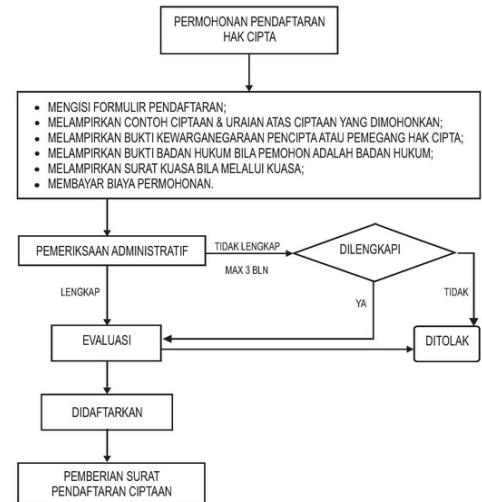 PERMOHONAN PENDAFTARAN
HAK CIPTA
• MENGISI FORMULIR PENDAFTARAN;
• MELAMPIRKAN CONTOH CIPTAAN & URAIAN ATAS CIPTAAN YANG DIMOHONKAN;
• MELAMPIRKAN BUKTI KEWARGANEGARAAN PENCIPTA ATAU PEMEGANG HAK CIPTA;
• MELAMPIRKAN BUKTI BADAN HUKUM BILA PEMOHON ADALAH BADAN HUKUM;
• MELAMPIRKAN SURAT KUASA BILA MELALUI KUASA;
• MEMBAYAR BIAYA PERMOHONAN.
PEMERIKSAAN ADMINISTRATIF
TIDAK LENGKAP
MAX 3 BLN
DILENGKAPI
LENGKAP
YA
TIDAK
EVALUASI
DITOLAK
DIDAFTARKAN
PEMBERIAN SURAT
PENDAFTARAN CIPTAAN